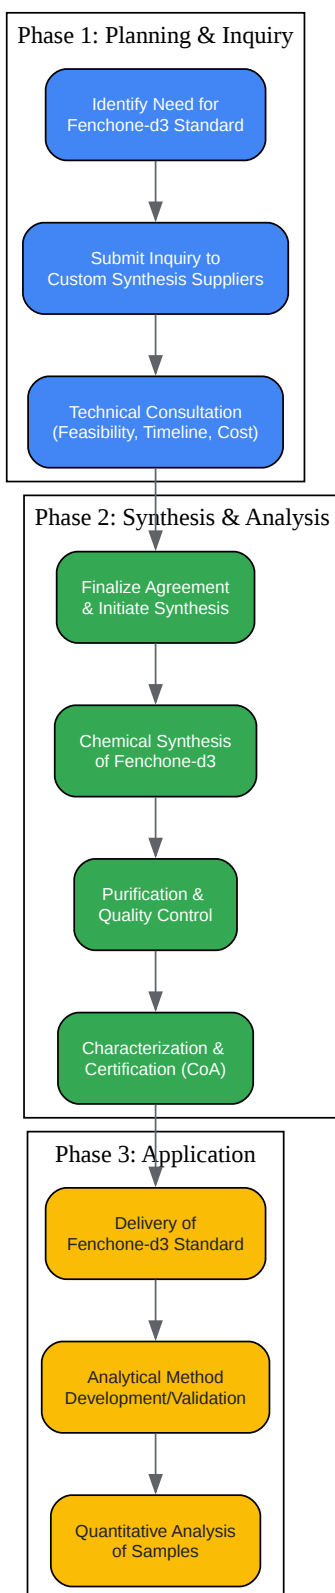 Phase 1: Planning & Inquiry
Identify Need for
Fenchone-d3 Standard
Submit Inquiry to
Custom Synthesis Suppliers
Technical Consultation
(Feasibility, Timeline, Cost)
Phase 2: Synthesis & Analysis
Finalize Agreement
& Initiate Synthesis
Chemical Synthesis
of Fenchone-d3
Purification &
Quality Control
Characterization &
Certification (CoA)
Phase 3: Application
Delivery of
Fenchone-d3 Standard
Analytical Method
Development/Validation
Quantitative Analysis
of Samples